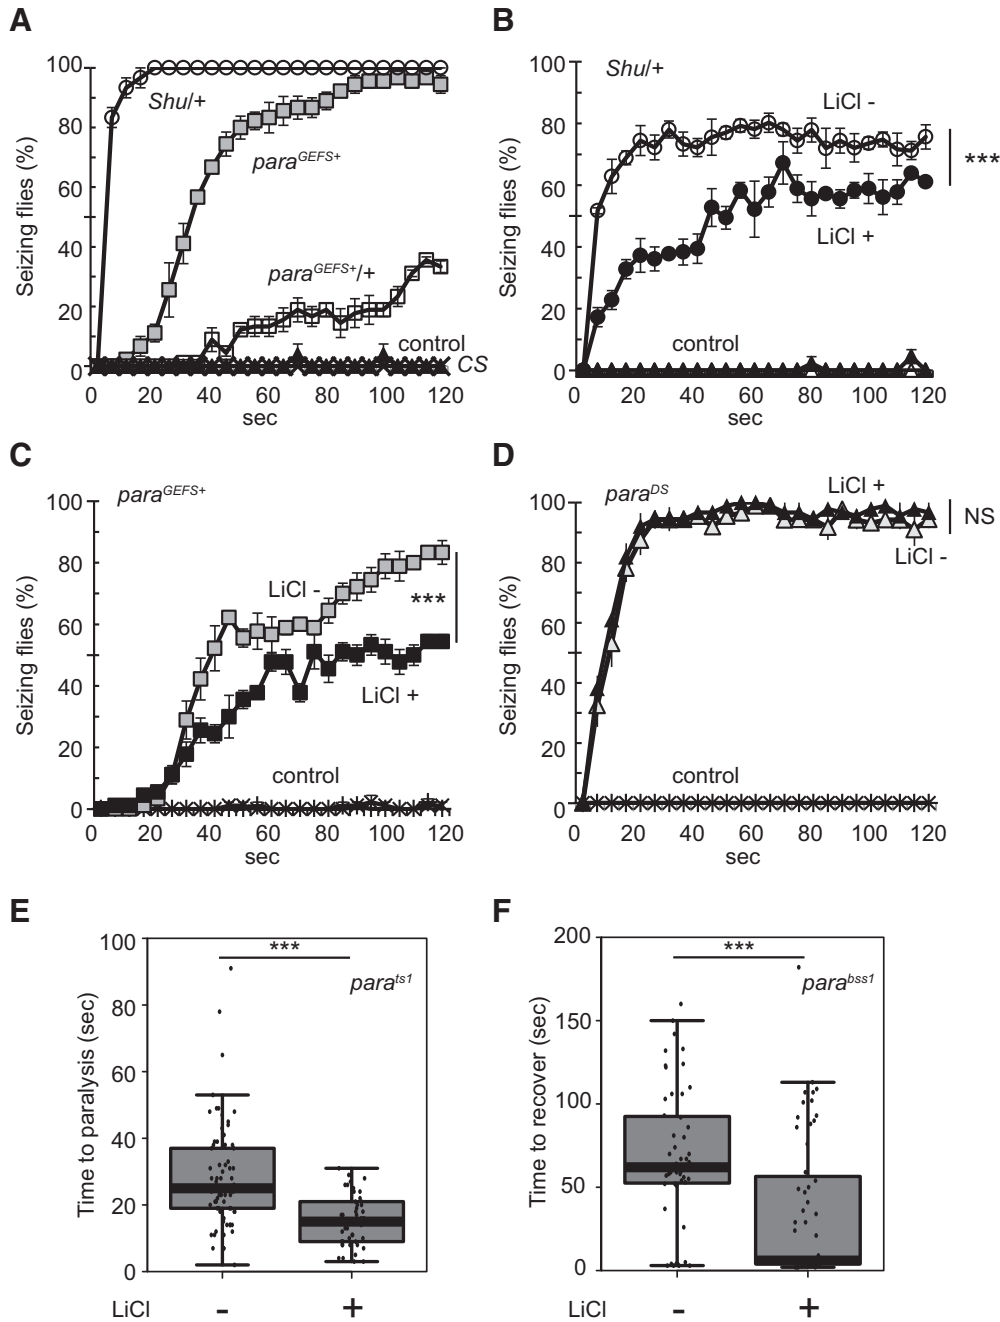 A
100
80
60
40
20
0
Seizing flies (%)
Shu/+
para^GEFS+
para^GEFS+/+
control
CS
0 20 40 60 80 100 120
sec
B
100
80
60
40
20
0
Seizing flies (%)
Shu/+
LiCl -
***
LiCl +
control
0 20 40 60 80 100 120
sec
C
100
80
60
40
20
0
Seizing flies (%)
para^GEFS+
LiCl -
***
LiCl +
control
0 20 40 60 80 100 120
sec
D
100
80
60
40
20
0
Seizing flies (%)
para^DS
LiCl +
NS
LiCl -
control
0 20 40 60 80 100 120
sec
E
100
80
60
40
20
0
Time to paralysis (sec)
***
para^ts1
LiCl - +
F
200
150
100
50
0
Time to recover (sec)
***
para^bss1
LiCl - +